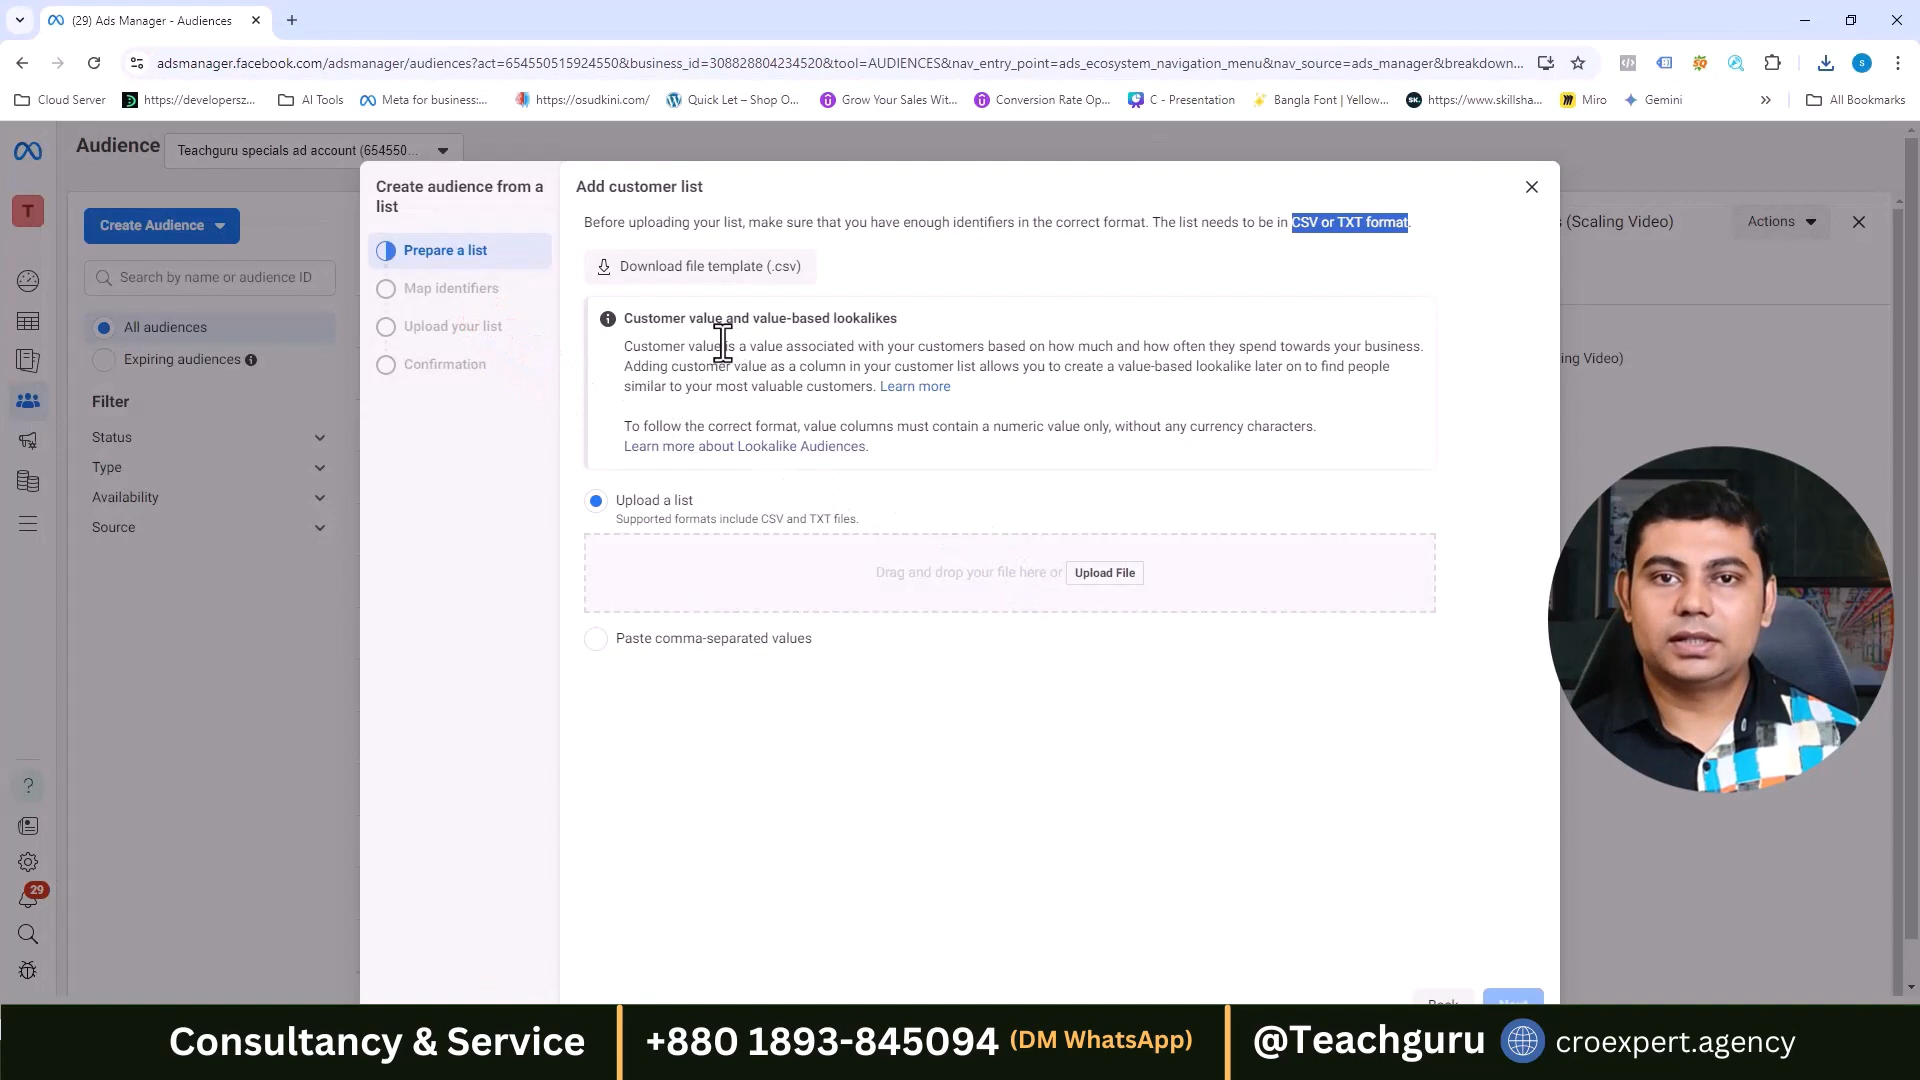 (29) Ads Manager - Audiences
adsmanager.facebook.com/adsmanager/audiences?act=654550515924550&business_id=308828804234520&tool=AUDIENCES&nav_entry_point=ads_ecosystem_navigation_menu&nav_source=ads_manager&breakdown...
S
Cloud Server
https://developersz...
AI Tools
Meta for business:...
https://osudkini.com/
Quick Let – Shop O...
Grow Your Sales Wit...
Conversion Rate Op...
C - Presentation
Bangla Font | Yellow...
SK.
https://www.skillsha...
Miro
Gemini
All Bookmarks
Audience
Teachguru specials ad account (654550...
T
Create Audience
Search by name or audience ID
All audiences
Expiring audiences
Filter
Status
Type
Availability
Source
?
29
Create audience from a
list
Prepare a list
Map identifiers
Upload your list
Confirmation
Add customer list
Before uploading your list, make sure that you have enough identifiers in the correct format. The list needs to be in CSV or TXT format.
Download file template (.csv)
Customer value and value-based lookalikes
Customer value is a value associated with your customers based on how much and how often they spend towards your business.
Adding customer value as a column in your customer list allows you to create a value-based lookalike later on to find people
similar to your most valuable customers. Learn more
To follow the correct format, value columns must contain a numeric value only, without any currency characters.
Learn more about Lookalike Audiences.
Upload a list
Supported formats include CSV and TXT files.
Drag and drop your file here or Upload File
Paste comma-separated values
Back
Next
(Scaling Video)
Actions
ing Video)
Consultancy & Service
+880 1893-845094 (DM WhatsApp)
@Teachguru
croexpert.agency